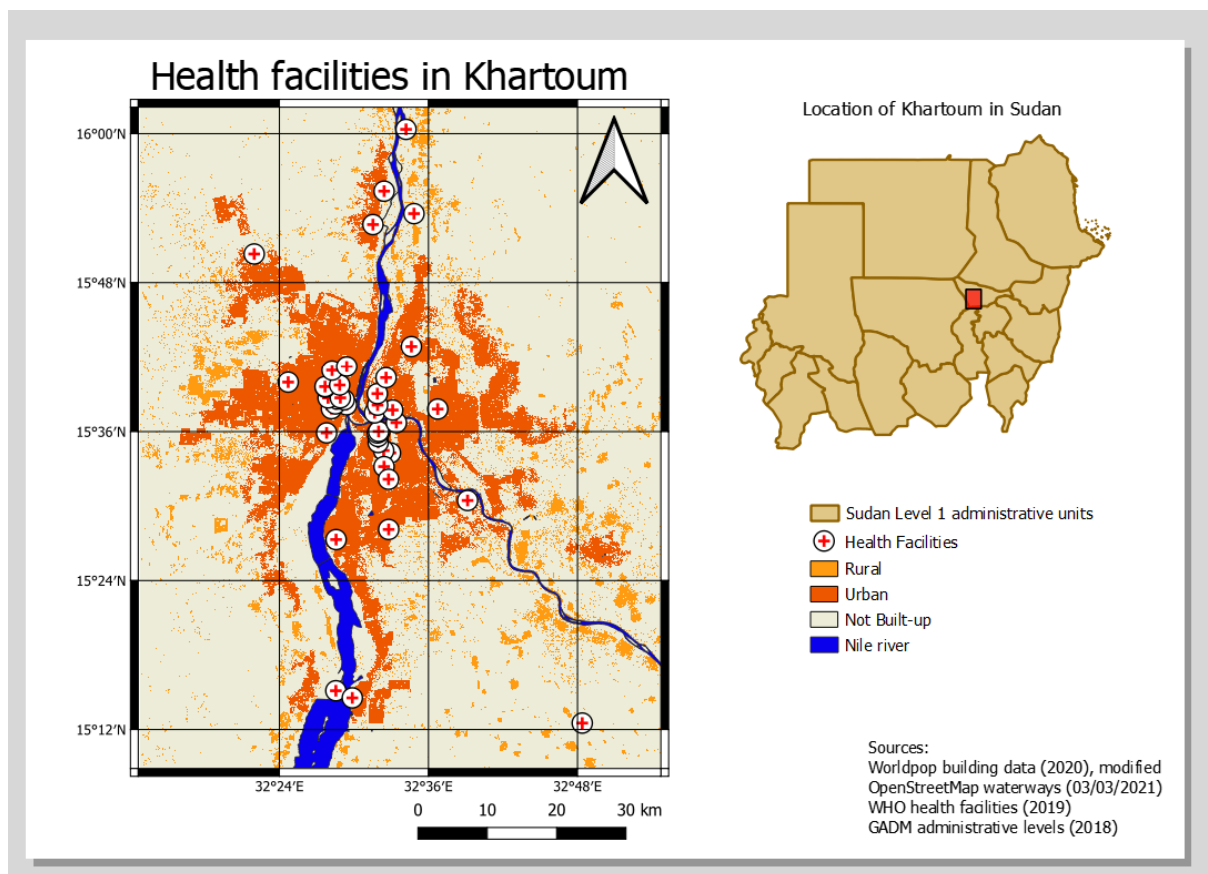 Health facilities in Khartoum
Location of Khartoum in Sudan
16°00′N
15°48′N
15°36′N
15°24′N
15°12′N
32°24′E
32°36′E
32°48′E
0
10
20
30 km
Sudan Level 1 administrative units
Health Facilities
Rural
Urban
Not Built-up
Nile river
Sources:
Worldpop building data (2020), modified
OpenStreetMap waterways (03/03/2021)
WHO health facilities (2019)
GADM administrative levels (2018)